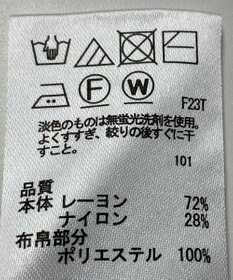 F W
F23T
淡色のものは無蛍光洗剤を使用。
よくすすぎ、絞りの後すぐに干
すこと。
101
品質
本体 レーヨン 72%
ナイロン 28%
布帛部分
ポリエステル 100%